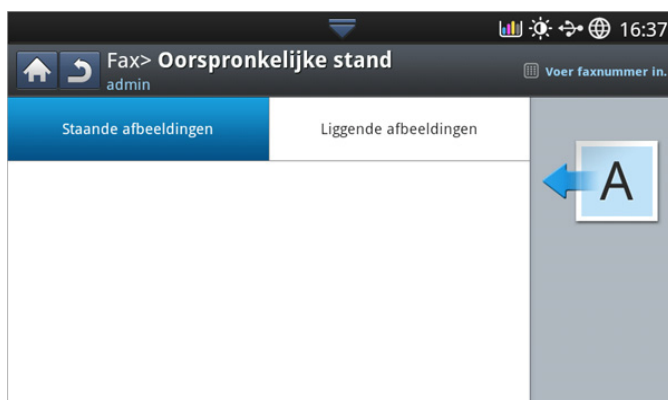 16:37
Fax> Oorspronkelijke stand
admin
Voer faxnummer in.
Staande afbeeldingen
Liggende afbeeldingen
A